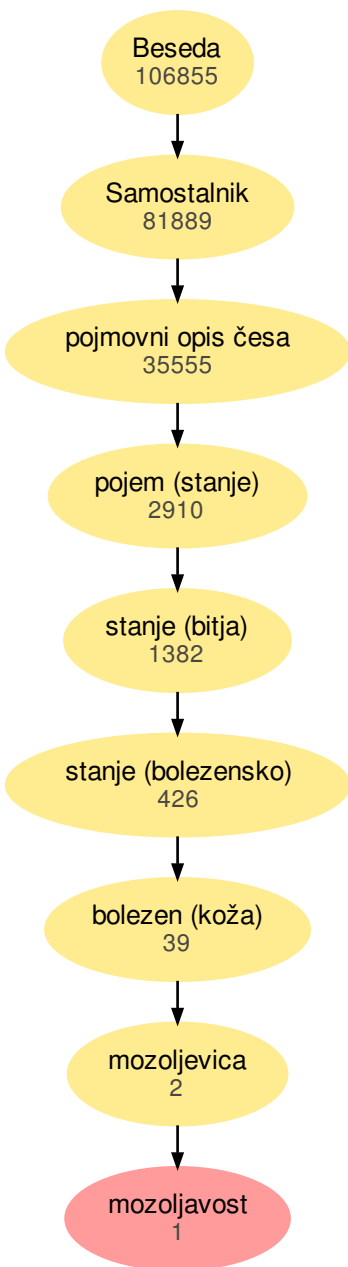 Beseda
106855
Samostalnik
81889
pojmovni opis česa
35555
pojem (stanje)
2910
stanje (bitja)
1382
stanje (bolezensko)
426
bolezen (koža)
39
mozoljevica
2
mozoljavost
1